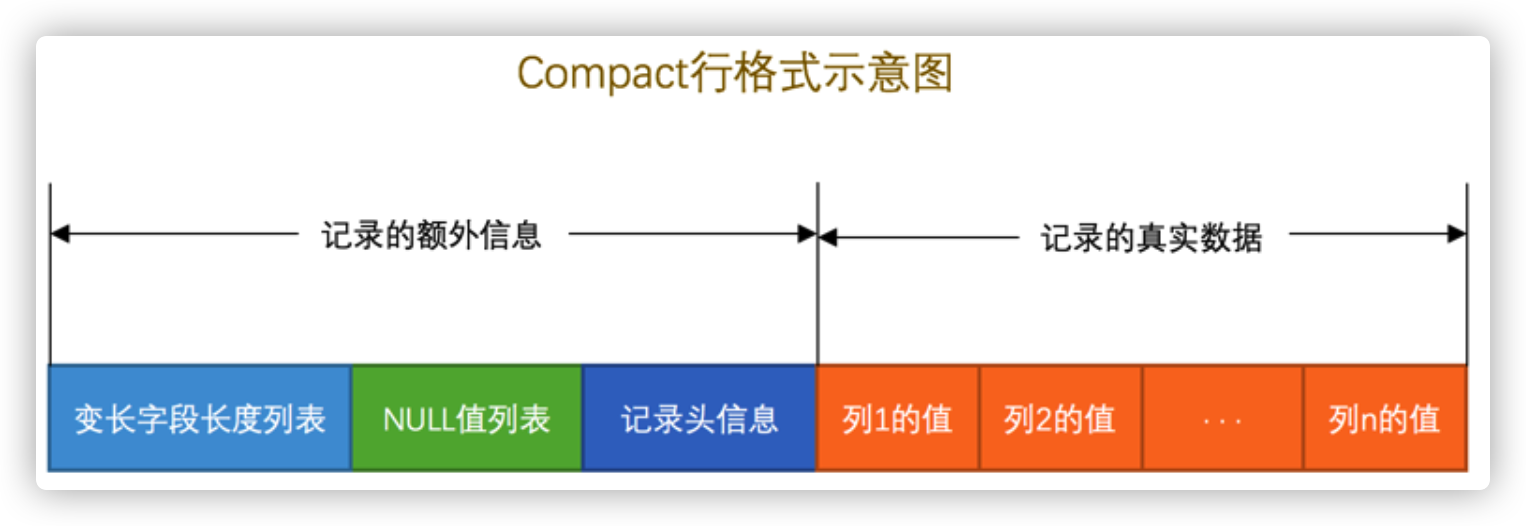 Compact行格式示意图
记录的额外信息 记录的真实数据
变长字段长度列表 NULL值列表 记录头信息 列1的值 列2的值 ... 列n的值